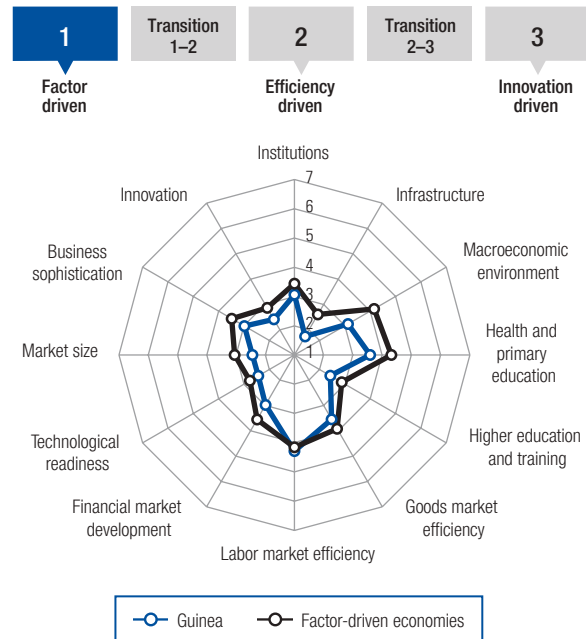 1
Transition
1–2
2
Transition
2–3
3
Factor
driven
Efficiency
driven
Innovation
driven
Institutions
7
Innovation
Infrastructure
6
5
Business
sophistication
Macroeconomic
environment
4
3
2
Market size
1
Health and
primary
education
Technological
readiness
Higher education
and training
Financial market
development
Goods market
efficiency
Labor market efficiency
Guinea
Factor-driven economies